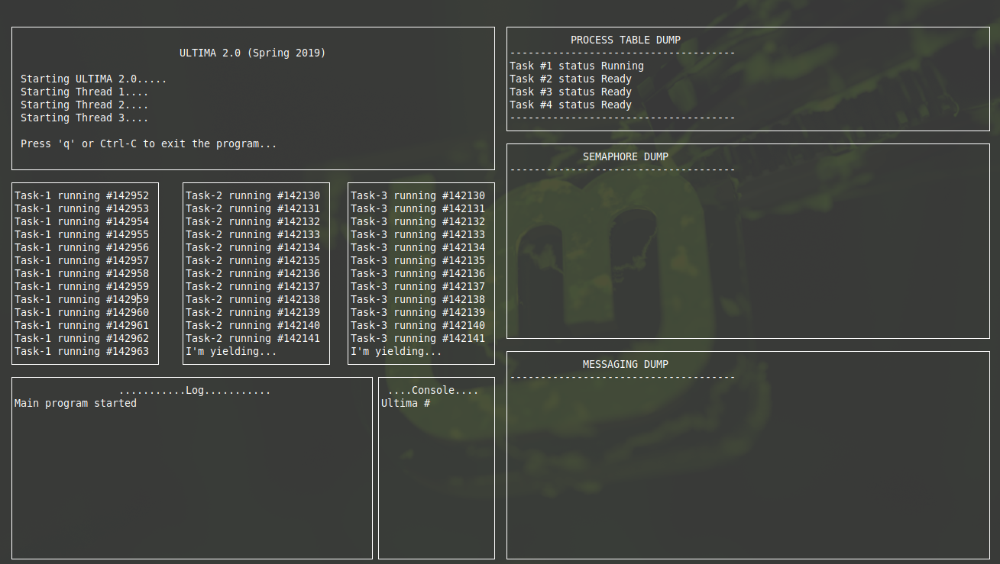 ULTIMA 2.0 (Spring 2019)
Starting ULTIMA 2.0.....
Starting Thread 1....
Starting Thread 2....
Starting Thread 3....
Press 'q' or Ctrl-C to exit the program...
Task-1 running #142952
Task-1 running #142953
Task-1 running #142954
Task-1 running #142955
Task-1 running #142956
Task-1 running #142957
Task-1 running #142958
Task-1 running #142959
Task-1 running #142959
Task-1 running #142960
Task-1 running #142961
Task-1 running #142962
Task-1 running #142963
Task-2 running #142130
Task-2 running #142131
Task-2 running #142132
Task-2 running #142133
Task-2 running #142134
Task-2 running #142135
Task-2 running #142136
Task-2 running #142137
Task-2 running #142138
Task-2 running #142139
Task-2 running #142140
Task-2 running #142141
I'm yielding...
Task-3 running #142130
Task-3 running #142131
Task-3 running #142132
Task-3 running #142133
Task-3 running #142134
Task-3 running #142135
Task-3 running #142136
Task-3 running #142137
Task-3 running #142138
Task-3 running #142139
Task-3 running #142140
Task-3 running #142141
I'm yielding...
...........Log...........
Main program started
....Console....
Ultima #
PROCESS TABLE DUMP
-------------------------------------
Task #1 status Running
Task #2 status Ready
Task #3 status Ready
Task #4 status Ready
-------------------------------------
SEMAPHORE DUMP
-------------------------------------
MESSAGING DUMP
-------------------------------------